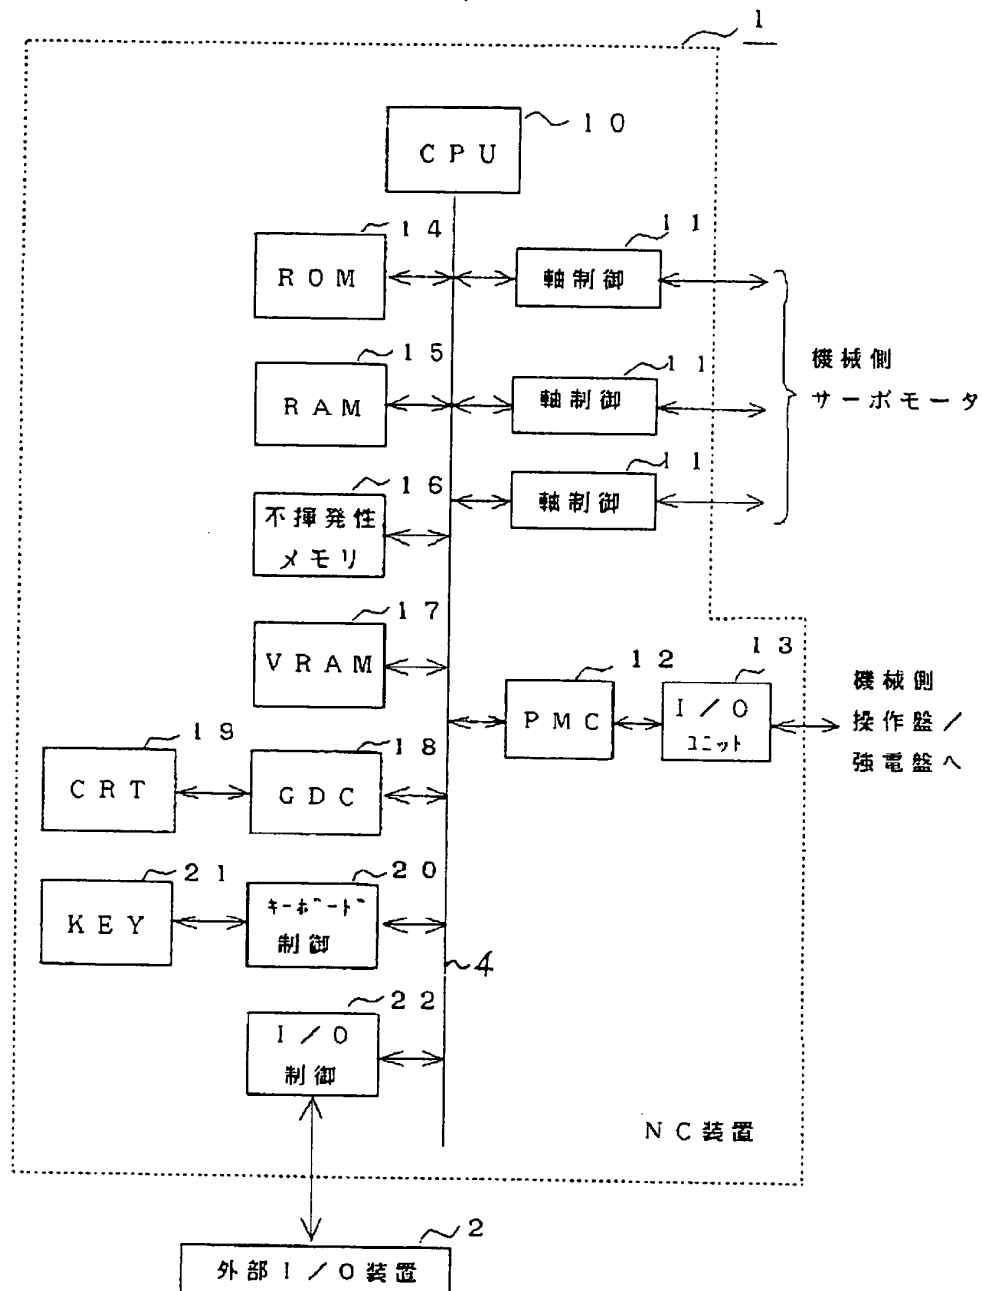 1
10
CPU
14
11
ROM
軸制御
15
11
RAM
軸制御
機械側
サーボモータ
16
11
不揮発性
メモリ
軸制御
17
VRAM
12
13
PMC
I/O
ユニット
機械側
操作盤/
強電盤へ
19
18
CRT
GDC
21
20
KEY
キーボード
制御
4
22
I/O
制御
NC装置
2
外部I/O装置